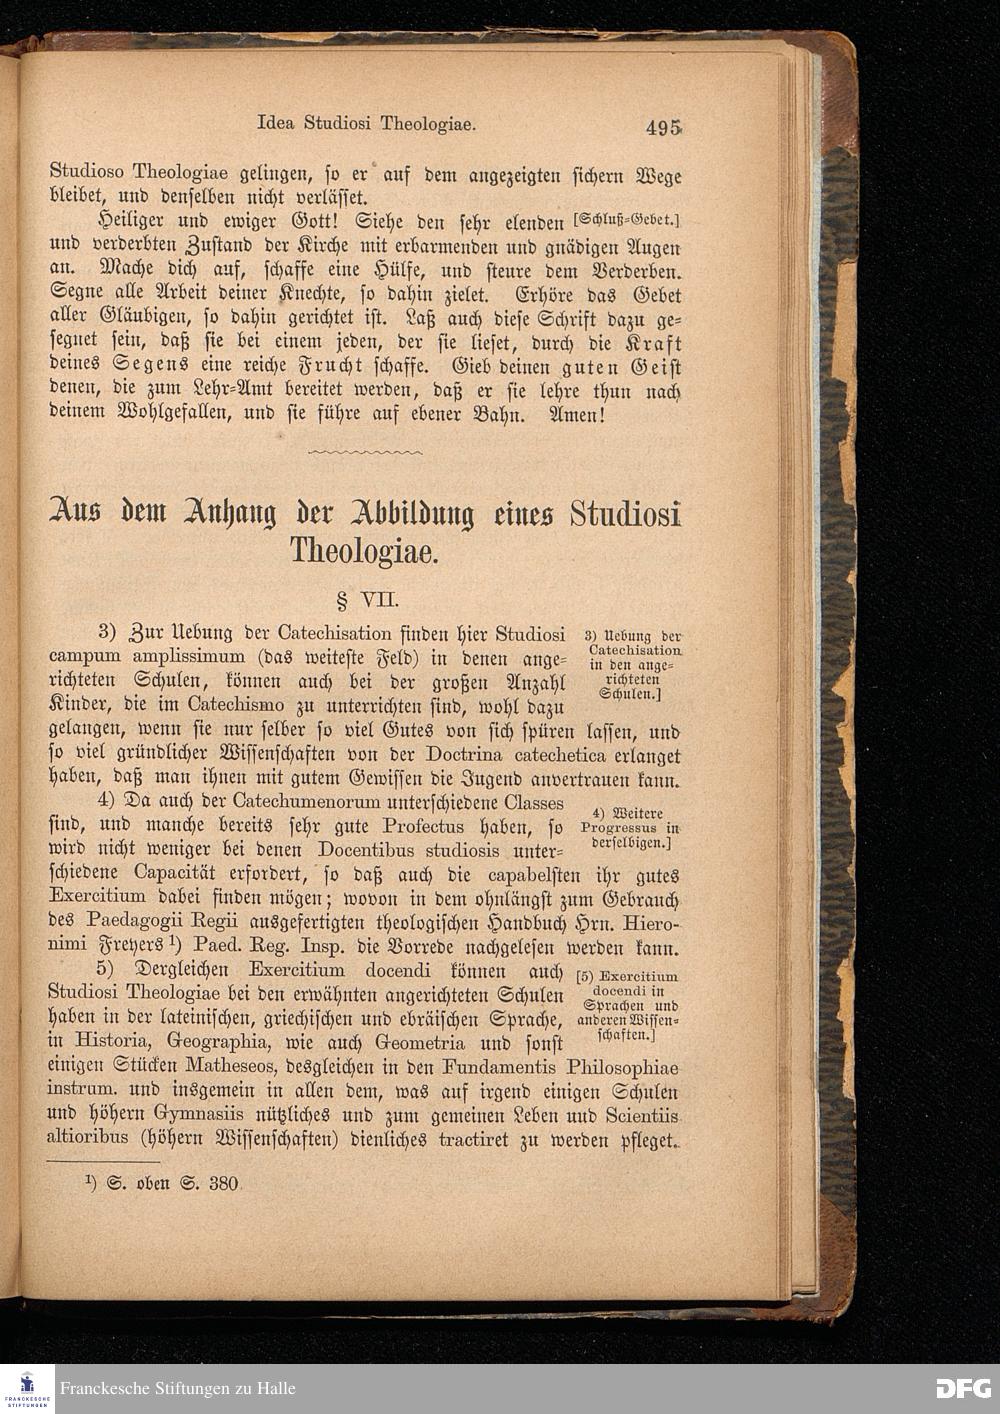 Idea Studiosi Theologiae. 495
Studioso Theologiae gelingen, so er auf dem angezeigten sichern Wege
bleibet, und denselben nicht verlässet.
Heiliger und ewiger Gott! Siehe den sehr elenden [Schluß-Gebet.]
und verderbten Zustand der Kirche mit erbarmenden und gnädigen Augen
an. Mache dich auf, schaffe eine Hülfe, und steure dem Verderben.
Segne alle Arbeit deiner Knechte, so dahin zielet. Erhöre das Gebet
aller Gläubigen, so dahin gerichtet ist. Laß auch diese Schrift dazu ge-
segnet sein, daß sie bei einem jeden, der sie lieset, durch die Kraft
deines Segens eine reiche Frucht schaffe. Gieb deinen guten Geist
denen, die zum Lehr-Amt bereitet werden, daß er sie lehre thun nach
deinem Wohlgefallen, und sie führe auf ebener Bahn. Amen!
Aus dem Anhang der Abbildung eines Studiosi
Theologiae.
§ VII.
3) Zur Uebung der Catechisation finden hier Studiosi
campum amplissimum (das weiteste Feld) in denen ange-
richteten Schulen, können auch bei der großen Anzahl
Kinder, die im Catechismo zu unterrichten sind, wohl dazu
gelangen, wenn sie nur selber so viel Gutes von sich spüren lassen, und
so viel gründlicher Wissenschaften von der Doctrina catechetica erlanget
haben, daß man ihnen mit gutem Gewissen die Jugend anvertrauen kann.
3) Uebung der
Catechisation
in den ange-
richteten
Schulen.]
4) Da auch der Catechumenorum unterschiedene Classes
sind, und manche bereits sehr gute Profectus haben, so
wird nicht weniger bei denen Docentibus studiosis unter-
schiedene Capacität erfordert, so daß auch die capabelsten ihr gutes
Exercitium dabei finden mögen; wovon in dem ohnlängst zum Gebrauch
des Paedagogii Regii ausgefertigten theologischen Handbuch Hrn. Hiero-
nimi Freyers ¹) Paed. Reg. Insp. die Vorrede nachgelesen werden kann.
4) Weitere
Progressus in
derselbigen.]
5) Dergleichen Exercitium docendi können auch
Studiosi Theologiae bei den erwähnten angerichteten Schulen
haben in der lateinischen, griechischen und ebräischen Sprache,
in Historia, Geographia, wie auch Geometria und sonst
einigen Stücken Matheseos, desgleichen in den Fundamentis Philosophiae
instrum. und insgemein in allen dem, was auf irgend einigen Schulen
und höhern Gymnasiis nützliches und zum gemeinen Leben und Scientiis
altioribus (höhern Wissenschaften) dienliches tractiret zu werden pfleget.
[5) Exercitium
docendi in
Sprachen und
anderen Wissen-
schaften.]
¹) S. oben S. 380
FRANCKESCHE
STIFTUNGEN
Franckesche Stiftungen zu Halle
DFG